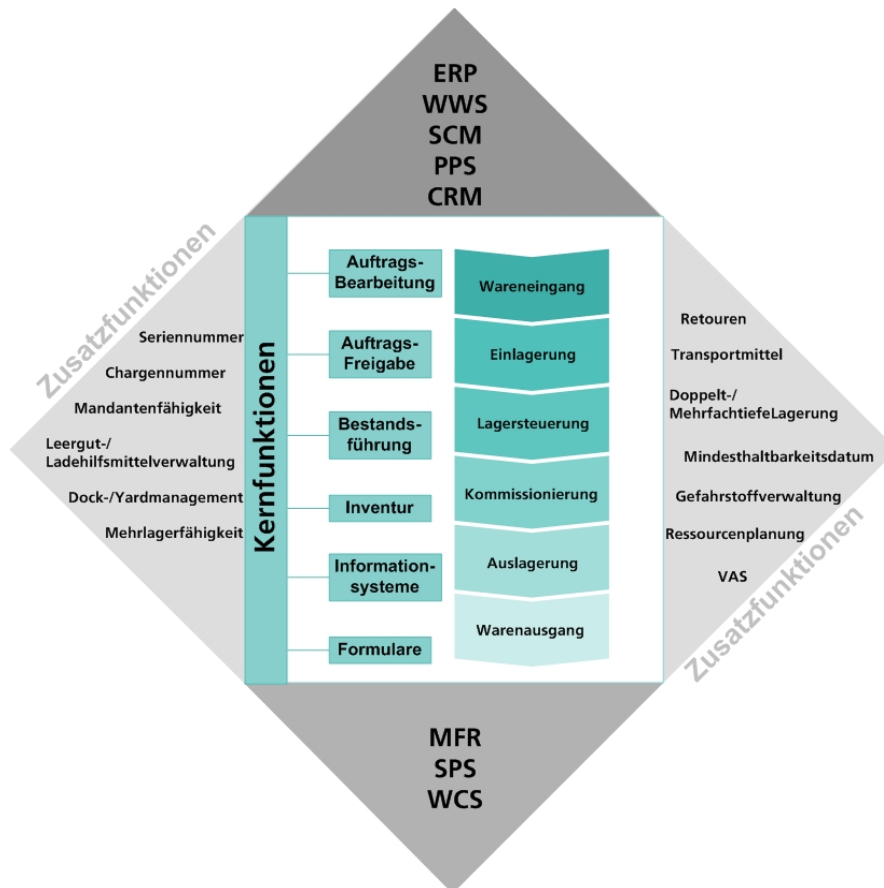 ERP
WWS
SCM
PPS
CRM
Zusatzfunktionen
Seriennummer
Chargennummer
Mandantenfähigkeit
Leergut-/
Ladehilfsmittelverwaltung
Dock-/Yardmanagement
Mehrlagerfähigkeit
Kernfunktionen
Auftrags-
Bearbeitung
Auftrags-
Freigabe
Bestands-
führung
Inventur
Information-
systeme
Formulare
Wareneingang
Einlagerung
Lagersteuerung
Kommissionierung
Auslagerung
Warenausgang
Retouren
Transportmittel
Doppelt-/
MehrfachtiefeLagerung
Mindesthaltbarkeitsdatum
Gefahrstoffverwaltung
Ressourcenplanung
VAS
Zusatzfunktionen
MFR
SPS
WCS